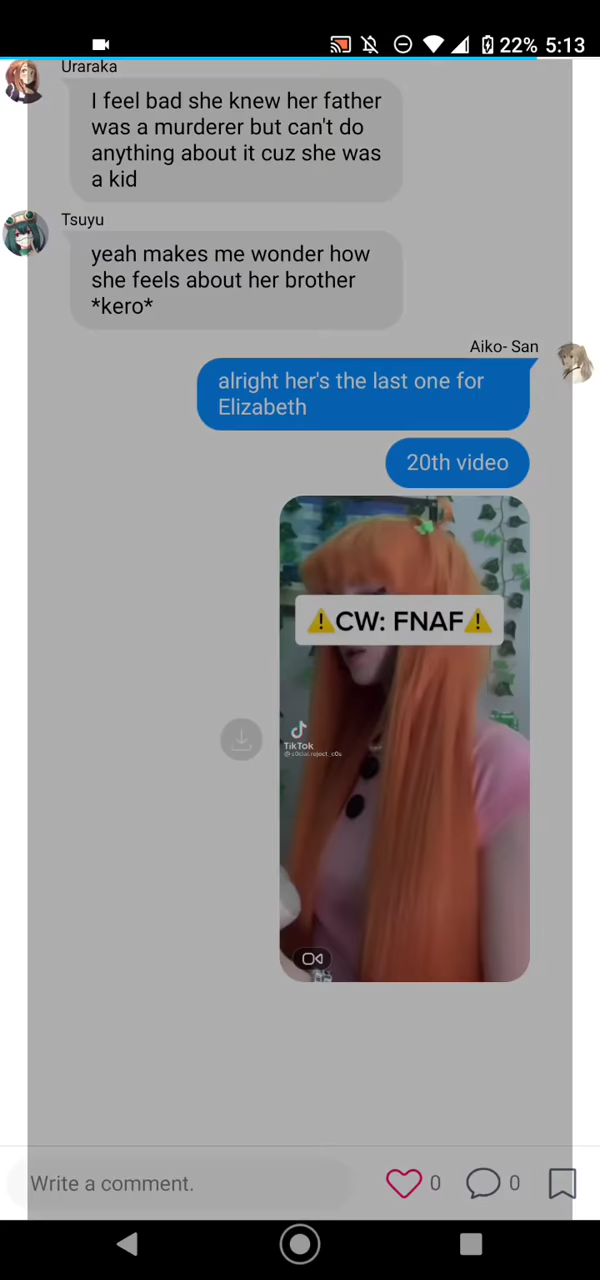 22% 5:13
Uraraka
I feel bad she knew her father
was a murderer but can't do
anything about it cuz she was
a kid
Tsuyu
yeah makes me wonder how
she feels about her brother
*kero*
Aiko- San
alright her's the last one for
Elizabeth
20th video
⚠️CW: FNAF⚠️
TikTok
Write a comment.
0
0